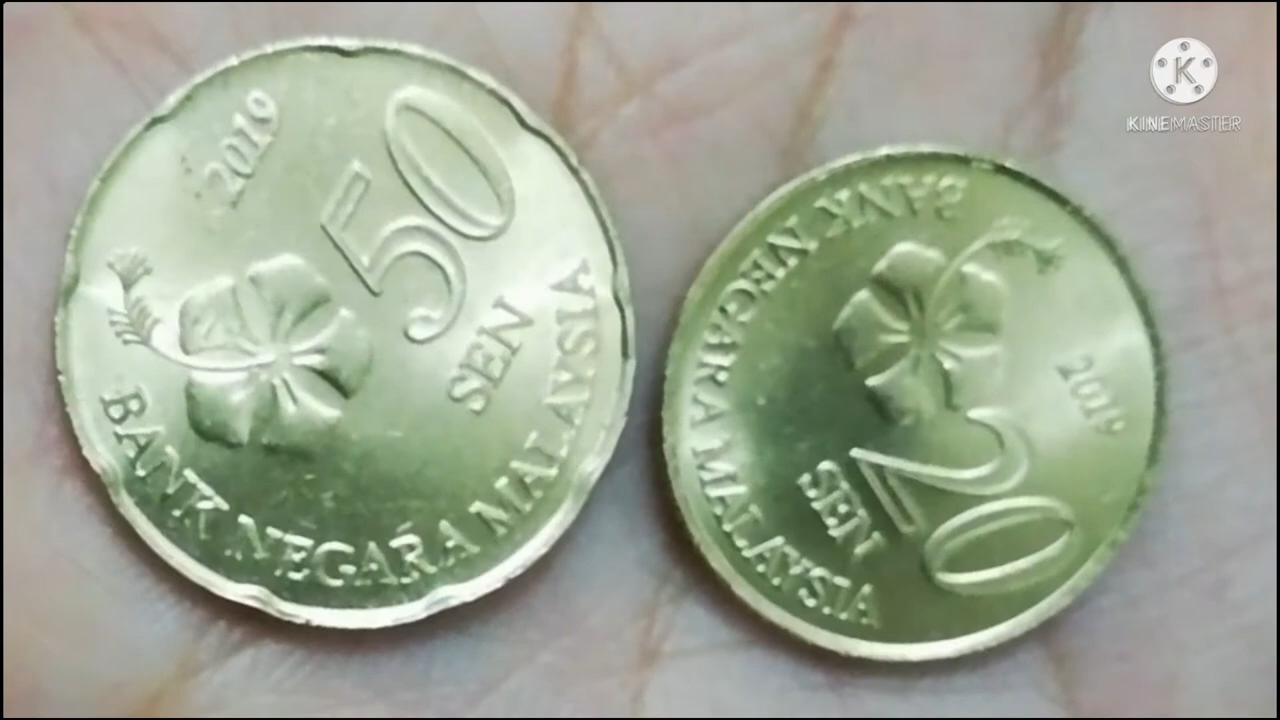 2019
50
SEN
BANK NEGARA MALAYSIA
BANK NEGARA MALAYSIA
2019
20
SEN
K
KINEMASTER